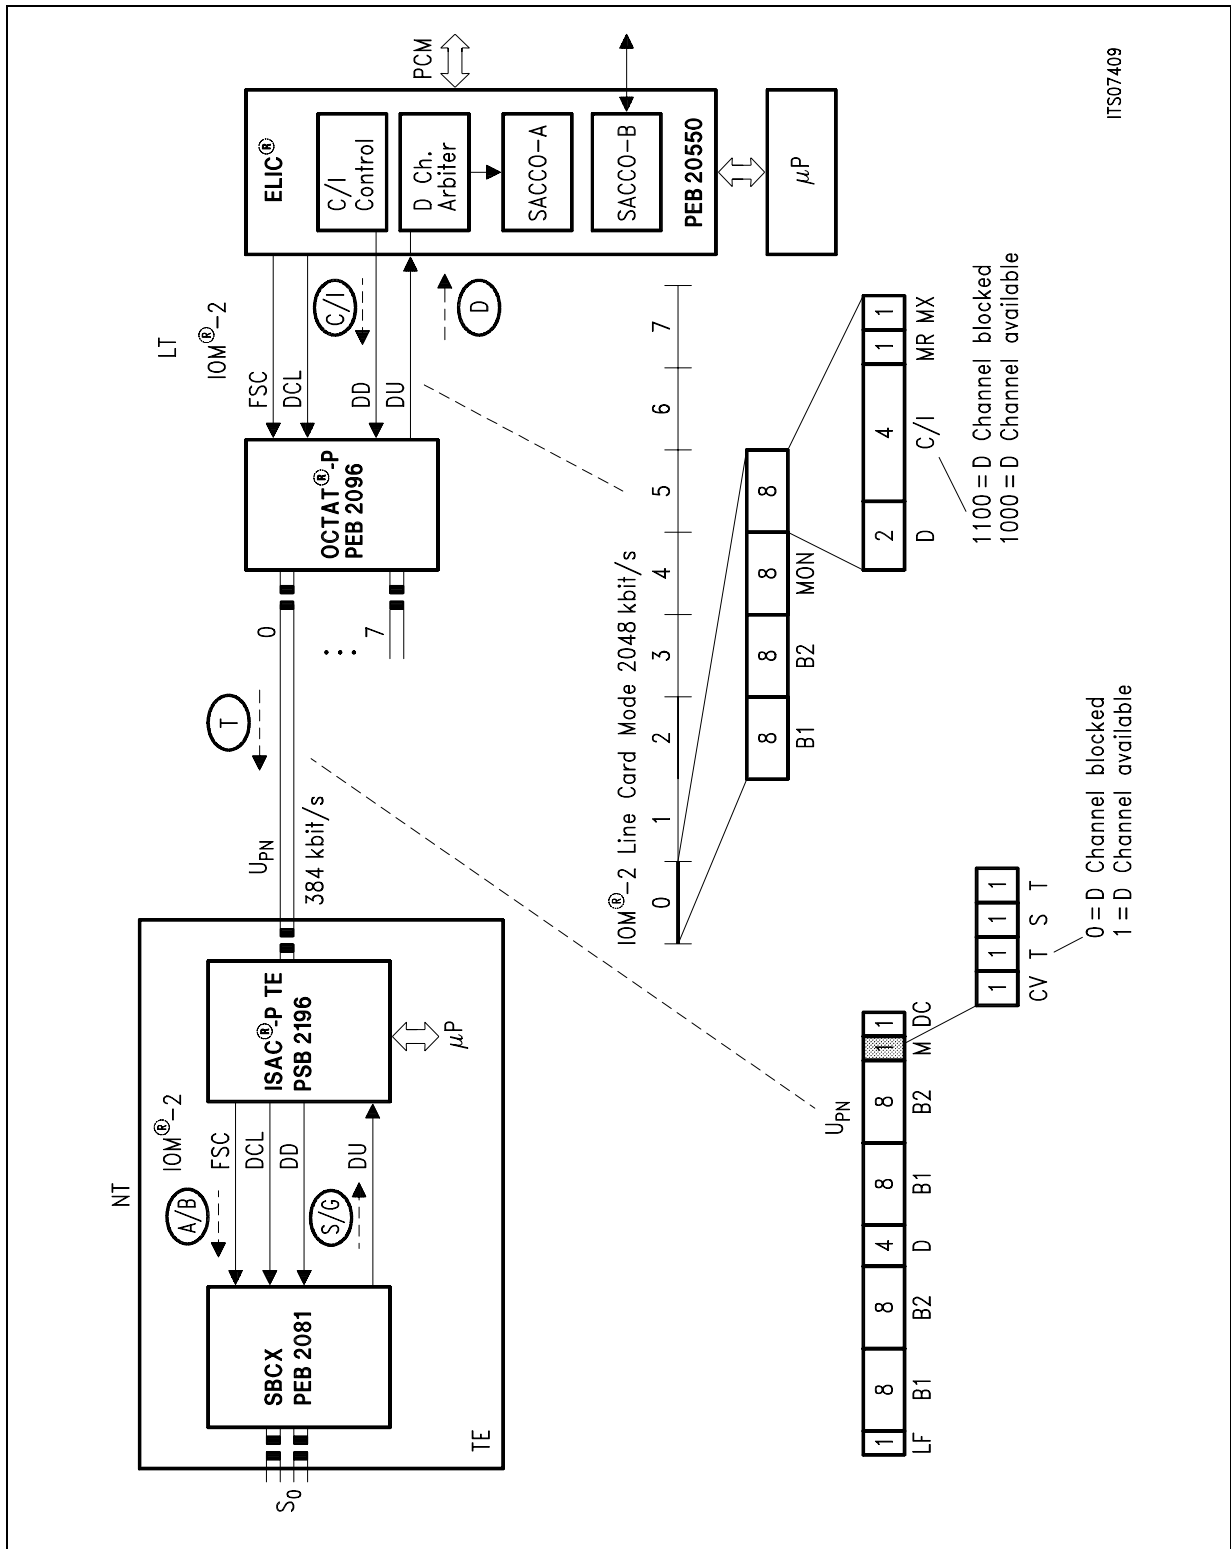 NT
TE
S0
SBCX
PEB 2081
IOM®-2
A/B
FSC
DCL
DD
DU
S/G
ISAC®-P TE
PSB 2196
µP
UPN
384 kbit/s
T
0
...
7
OCTAT®-P
PEB 2096
LT
IOM®-2
FSC
DCL
DD
DU
C/I
D
ELIC®
C/I
Control
D Ch.
Arbiter
SACCO-A
SACCO-B
PEB 20550
PCM
µP
IOM®-2 Line Card Mode 2048 kbit/s
0 1 2 3 4 5 6 7
8 8 8 8
B1 B2 MON
2 4 1 1
D C/I MR MX
1100 = D Channel blocked
1000 = D Channel available
UPN
1 8 8 4 8 8 1 1
LF B1 B2 D B1 B2 M DC
1 1 1 1
CV T S T
0 = D Channel blocked
1 = D Channel available
ITS07409